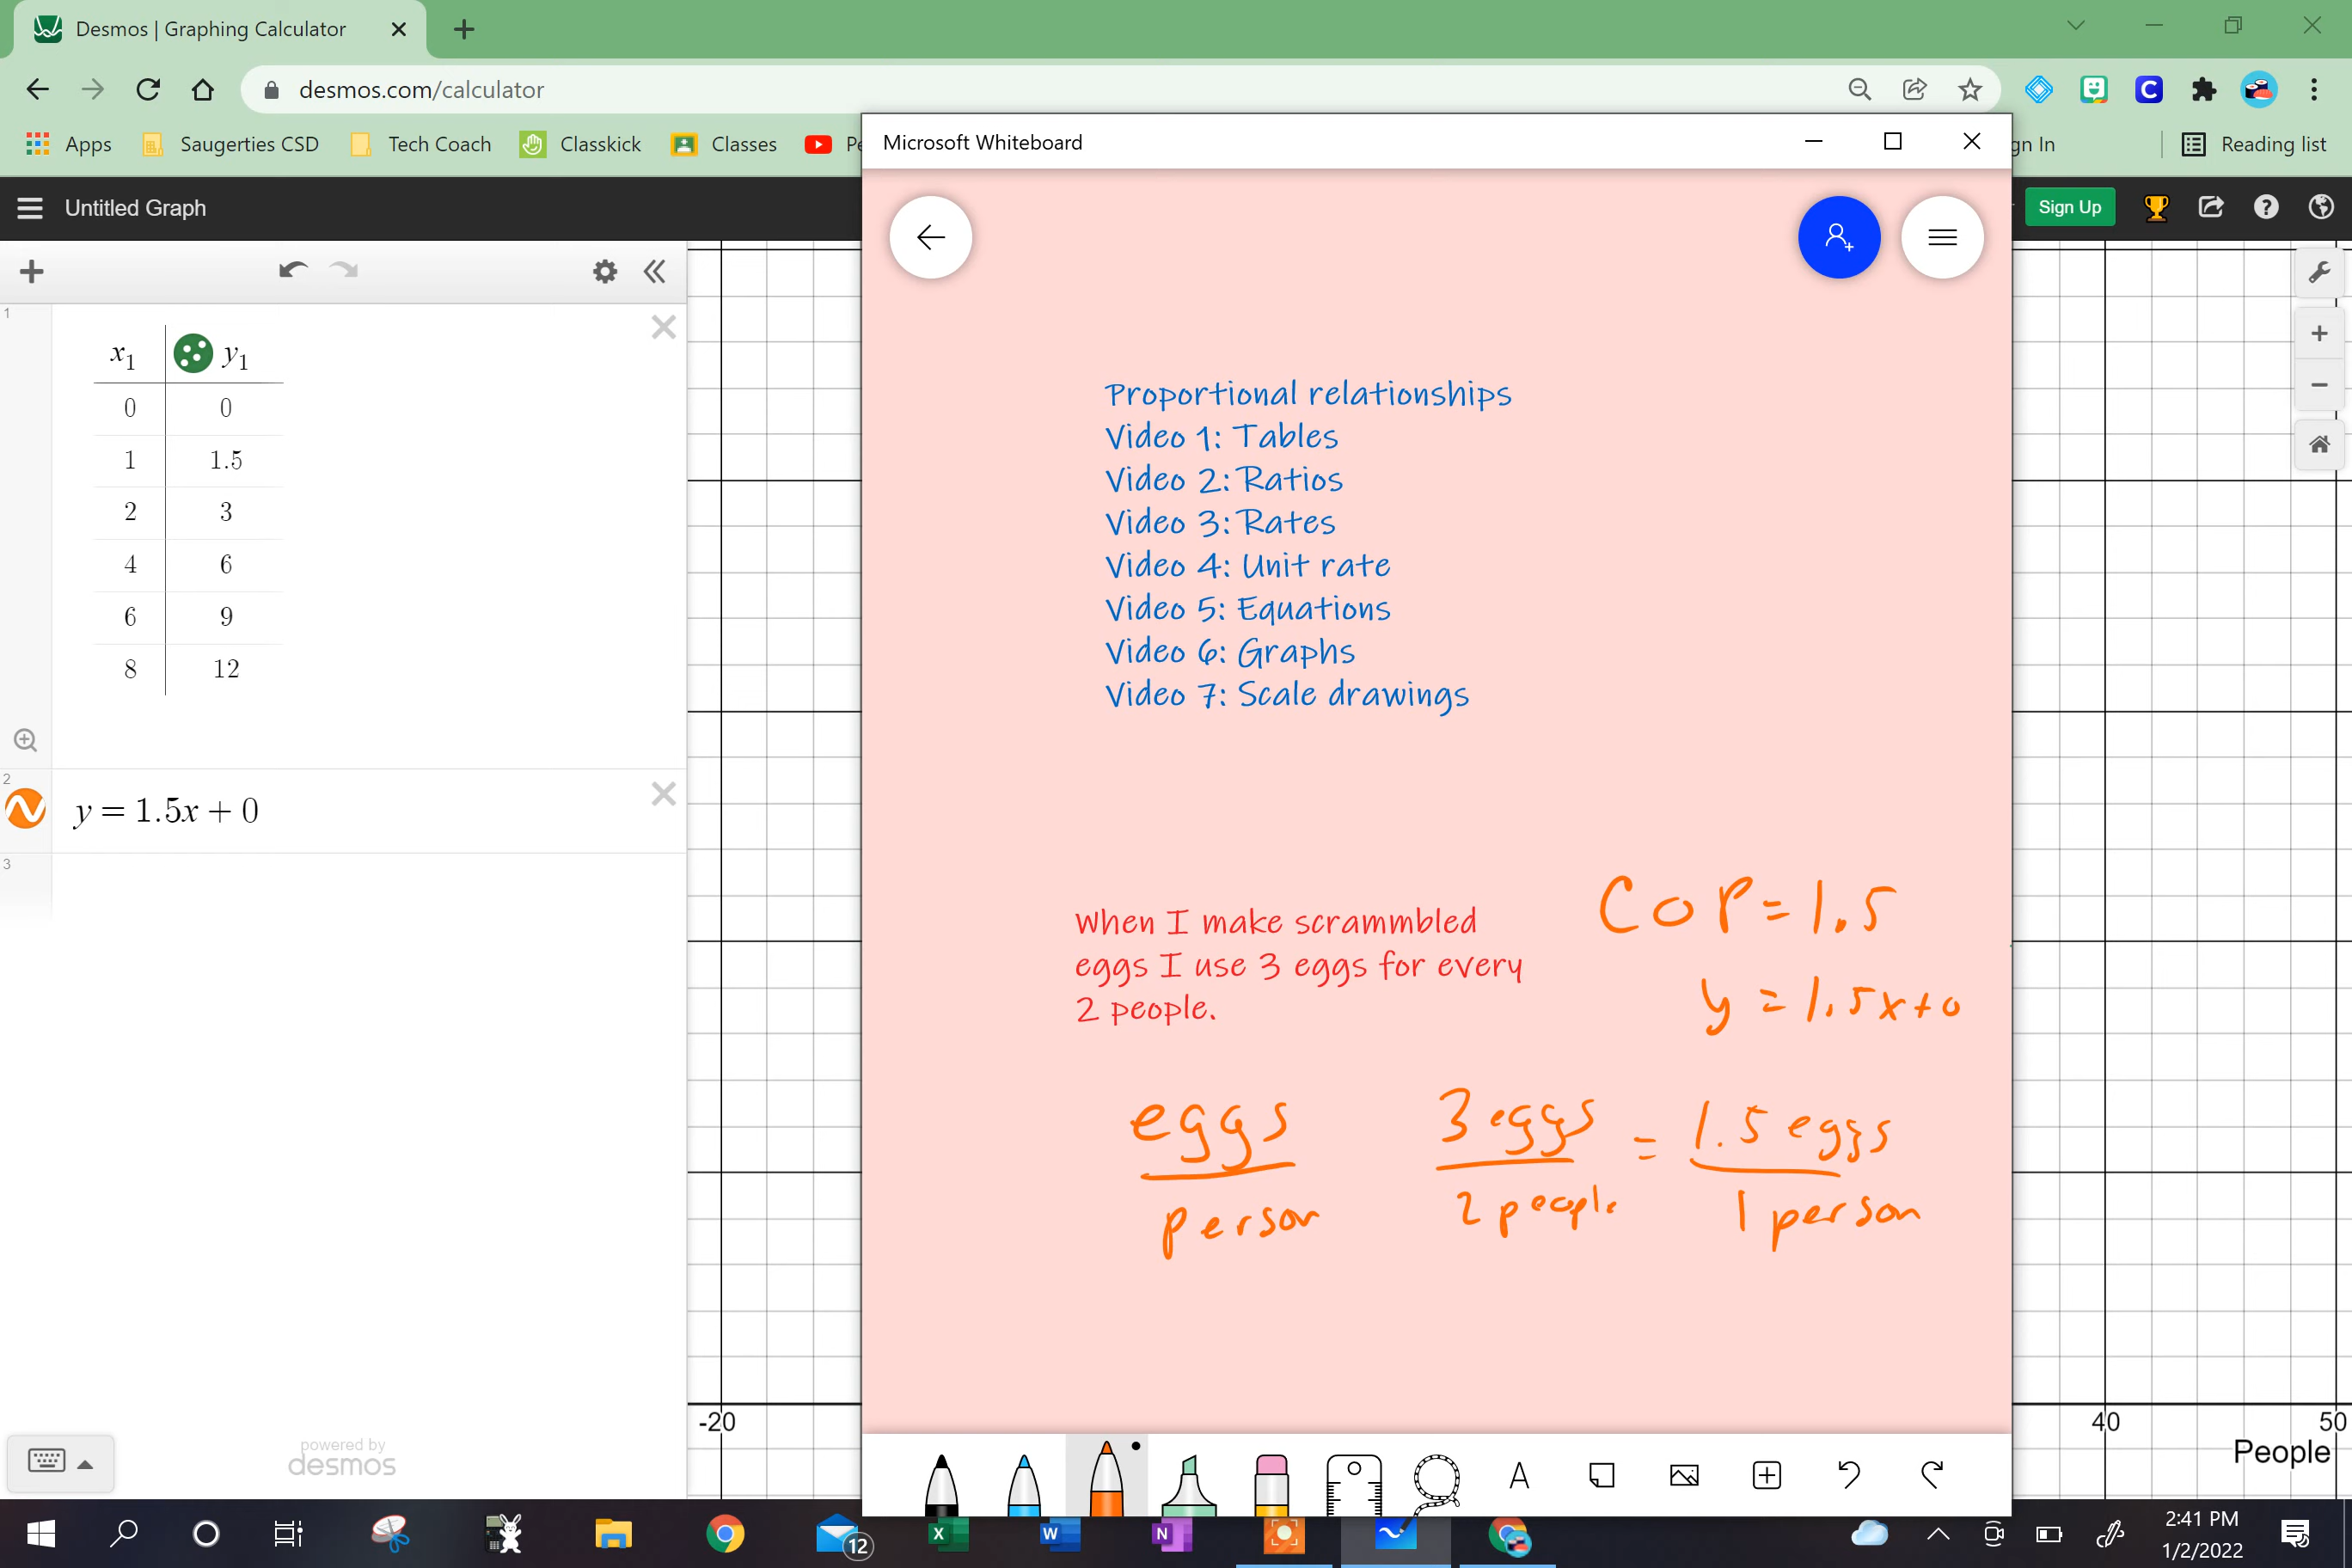 Desmos | Graphing Calculator
desmos.com/calculator
Apps
Saugerties CSD
Tech Coach
Classkick
Classes
Reading list
Untitled Graph
Sign Up
1
x₁ y₁
0 0
1 1.5
2 3
4 6
6 9
8 12
2
y = 1.5x + 0
3
powered by
desmos
-20
40
50
People
Microsoft Whiteboard
Proportional relationships
Video 1: Tables
Video 2: Ratios
Video 3: Rates
Video 4: Unit rate
Video 5: Equations
Video 6: Graphs
Video 7: Scale drawings
When I make scrammbled
eggs I use 3 eggs for every
2 people.
COP = 1.5
y = 1.5x+0
eggs 3 eggs = 1.5 eggs
person 2 people 1 person
A
12
2:41 PM
1/2/2022